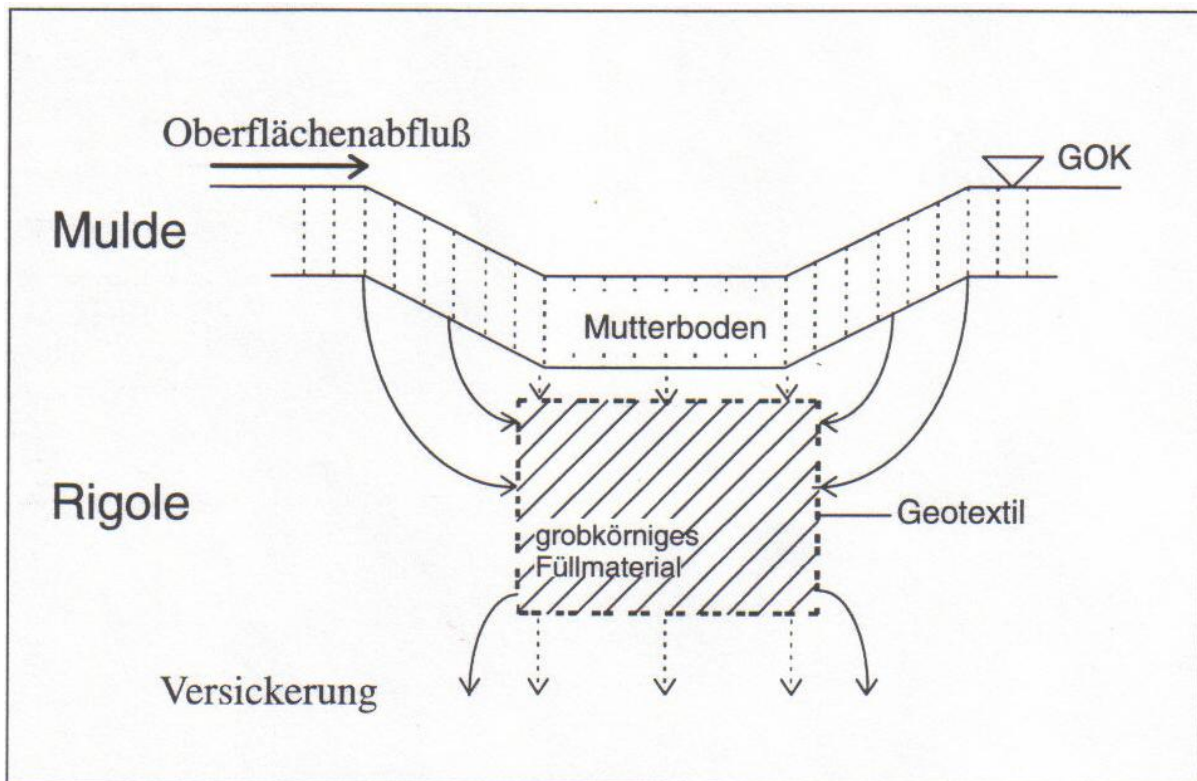 Oberflächenabfluß
GOK
Mulde
Mutterboden
Rigole
Geotextil
grobkörniges
Füllmaterial
Versickerung